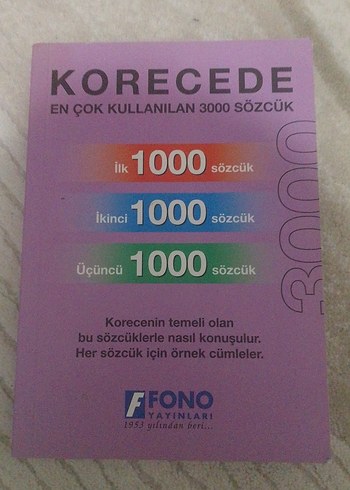 KORECEDE
EN ÇOK KULLANILAN 3000 SÖZCÜK
İlk 1000 sözcük
İkinci 1000 sözcük
Üçüncü 1000 sözcük
3000
Korecenin temeli olan
bu sözcüklerle nasıl konuşulur.
Her sözcük için örnek cümleler.
F FONO
YAYINLARI
1953 yılından beri...